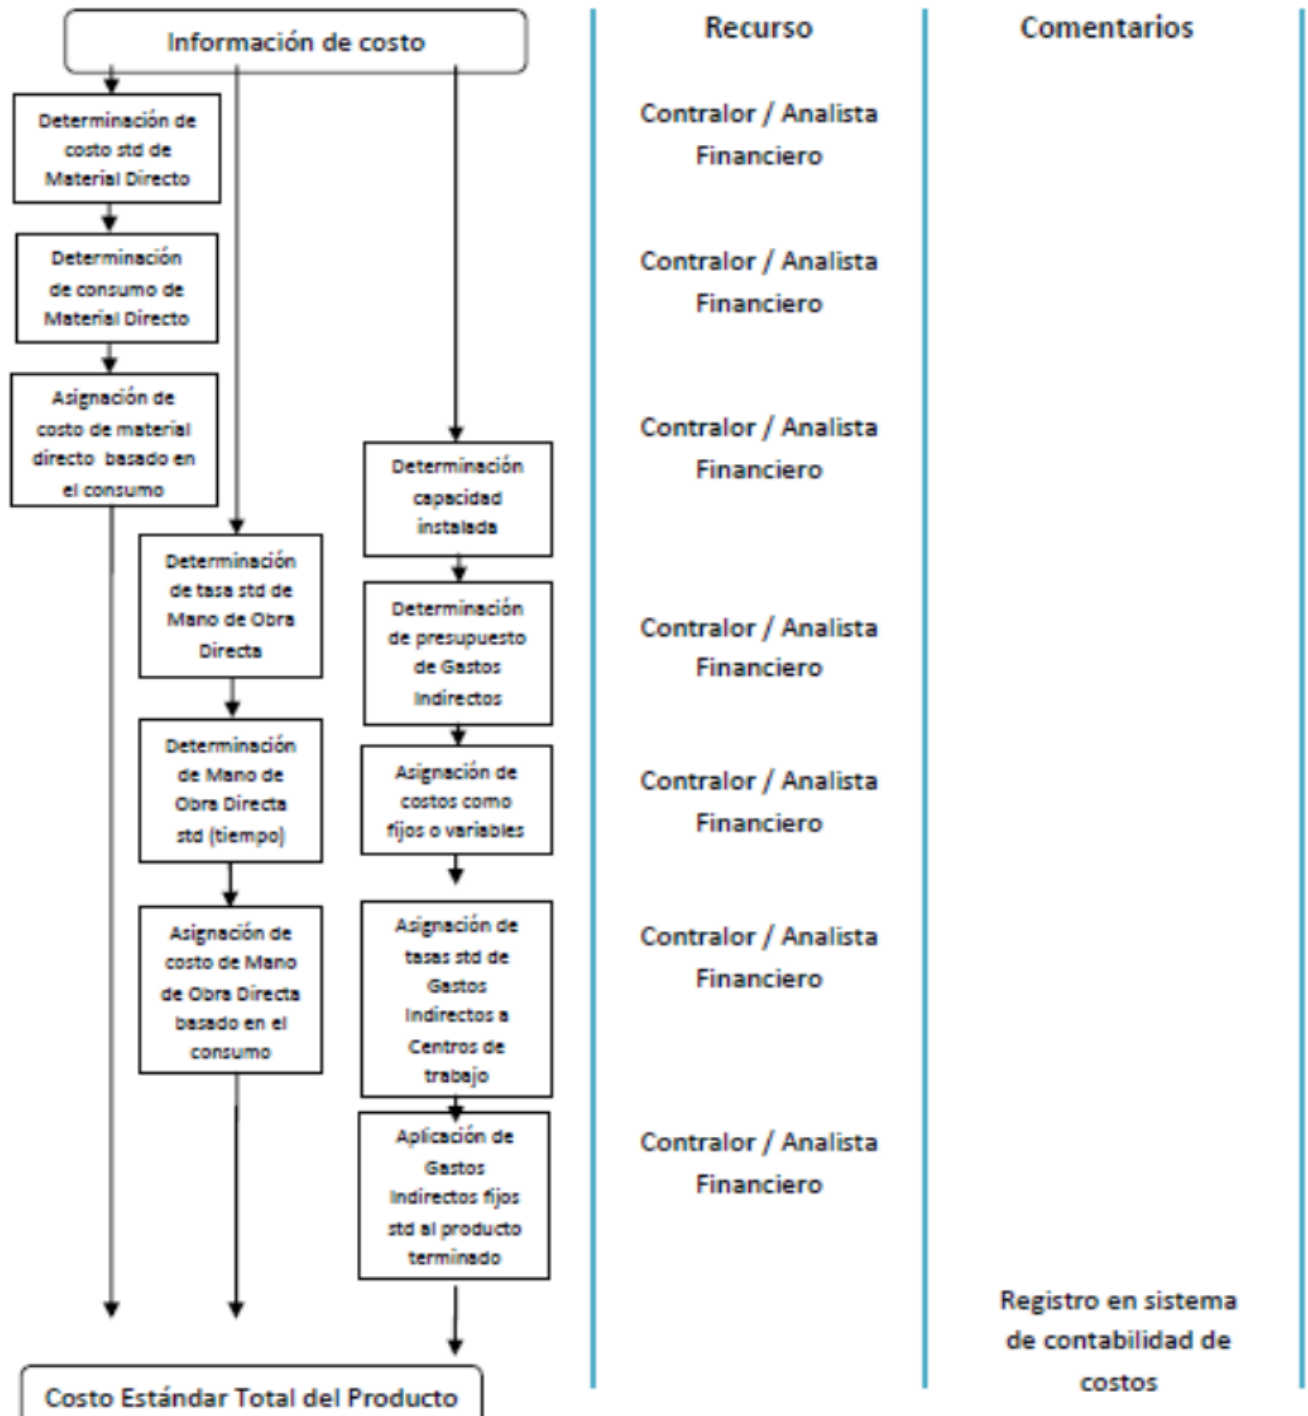 Información de costo
Determinación de
costo std de
Material Directo
Determinación
de consumo de
Material Directo
Asignación de
costo de material
directo basado en
el consumo
Determinación
de tasa std de
Mano de Obra
Directa
Determinación
de Mano de
Obra Directa
std (tiempo)
Asignación de
costo de Mano
de Obra Directa
basado en el
consumo
Determinación
capacidad
instalada
Determinación
de presupuesto
de Gastos
Indirectos
Asignación de
costos como
fijos o variables
Asignación de
tasas std de
Gastos
Indirectos a
Centros de
trabajo
Aplicación de
Gastos
Indirectos fijos
std al producto
terminado
Costo Estándar Total del Producto
Recurso
Contralor / Analista
Financiero
Contralor / Analista
Financiero
Contralor / Analista
Financiero
Contralor / Analista
Financiero
Contralor / Analista
Financiero
Contralor / Analista
Financiero
Contralor / Analista
Financiero
Comentarios
Registro en sistema
de contabilidad de
costos